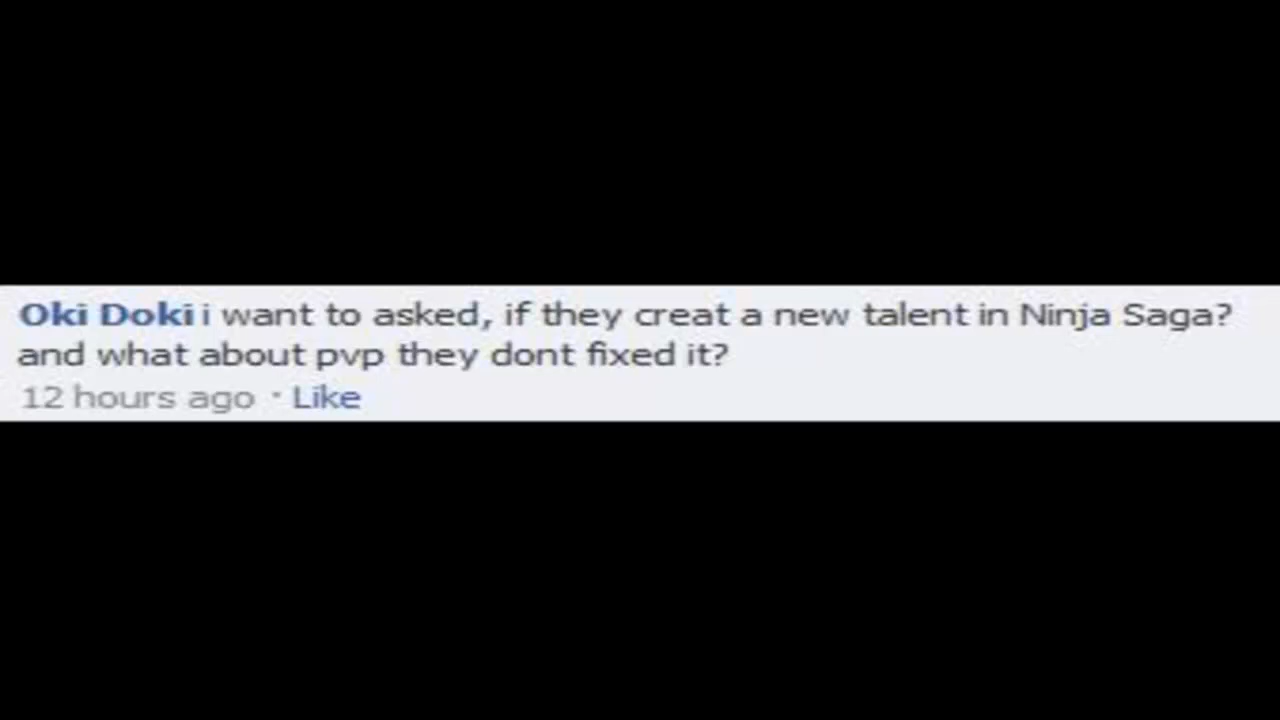 Oki Doki i want to asked, if they creat a new talent in Ninja Saga?
and what about pvp they dont fixed it?
12 hours ago · Like